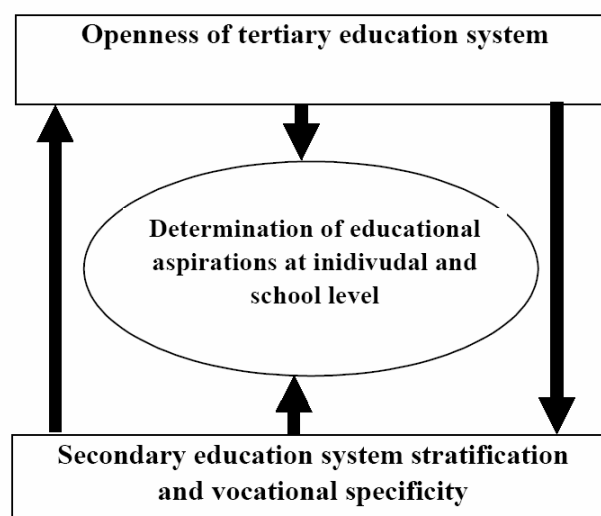 Openness of tertiary education system
Determination of educational
aspirations at inidivudal and
school level
Secondary education system stratification
and vocational specificity